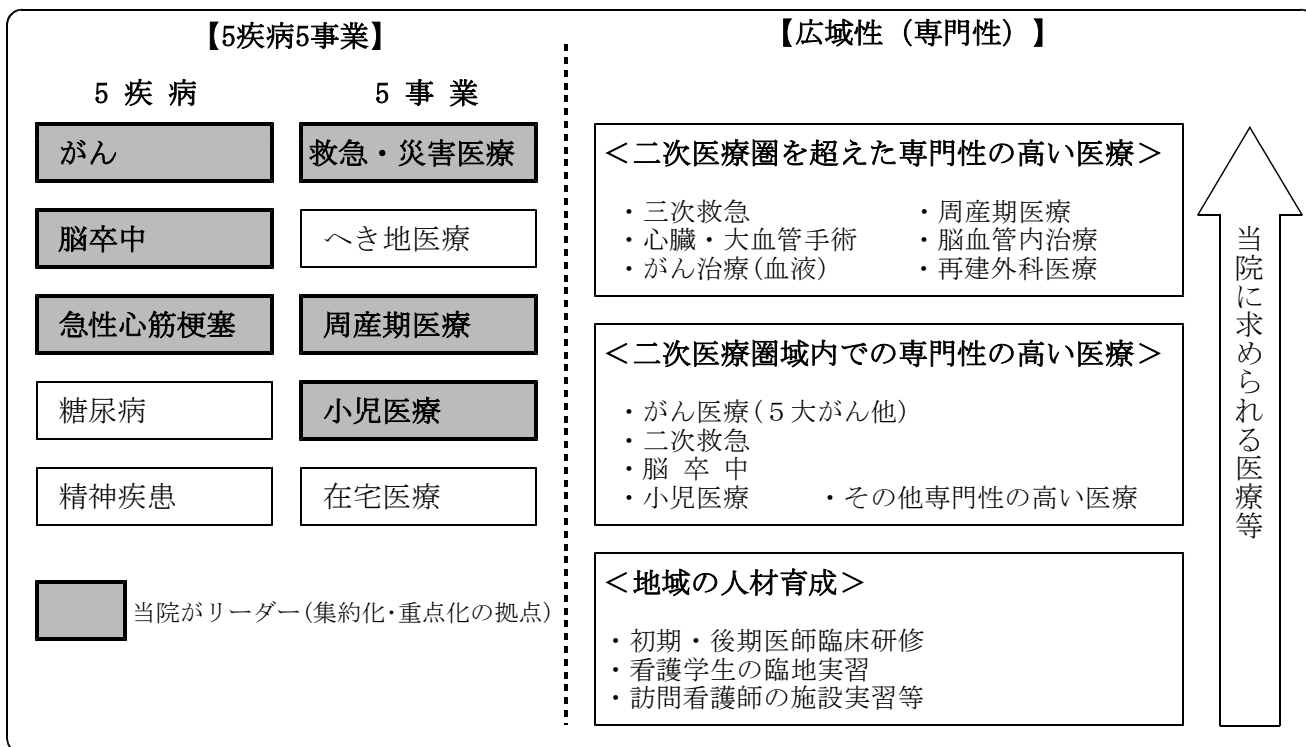 【5疾病5事業】
5 疾 病
5 事 業
がん
救急・災害医療
脳卒中
へき地医療
急性心筋梗塞
周産期医療
糖尿病
小児医療
精神疾患
在宅医療
当院がリーダー(集約化・重点化の拠点)
【広域性（専門性）】
＜二次医療圏を超えた専門性の高い医療＞
・三次救急 ・周産期医療
・心臓・大血管手術 ・脳血管内治療
・がん治療(血液) ・再建外科医療
＜二次医療圏域内での専門性の高い医療＞
・がん医療(５大がん他)
・二次救急
・脳 卒 中
・小児医療 ・その他専門性の高い医療
＜地域の人材育成＞
・初期・後期医師臨床研修
・看護学生の臨地実習
・訪問看護師の施設実習等
当院に求められる医療等